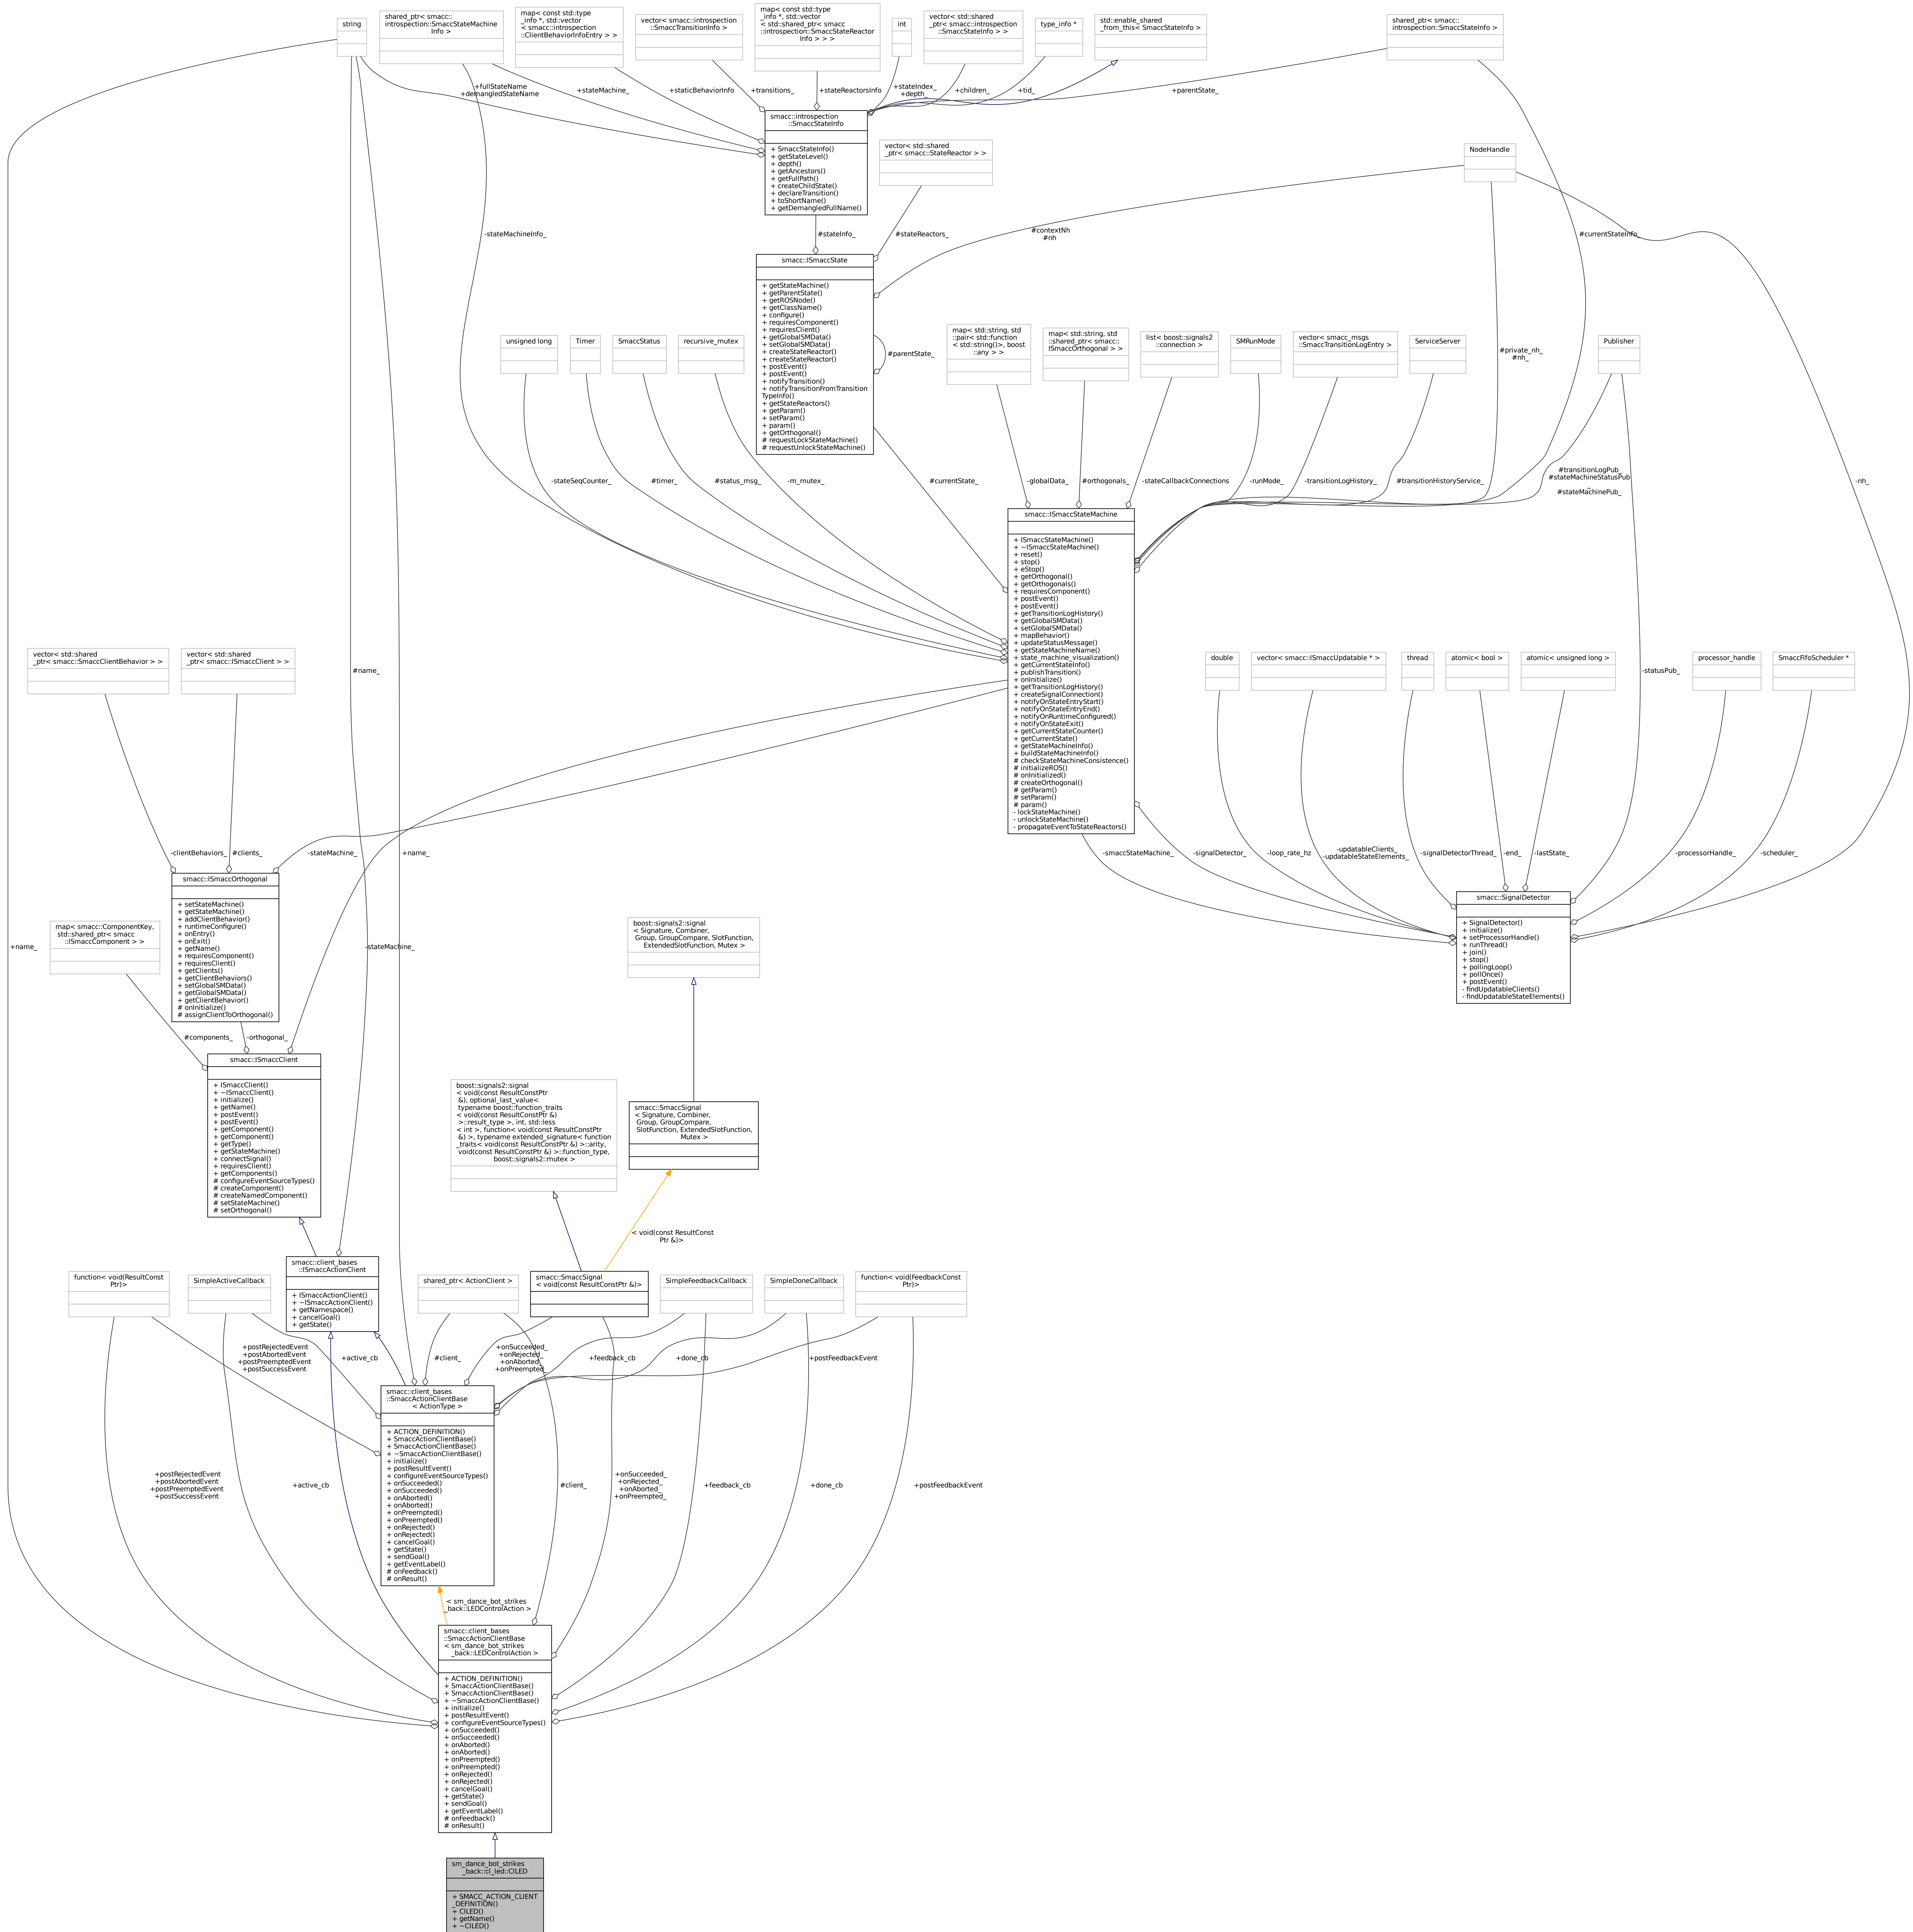 string
shared_ptr< smacc::
introspection::SmaccStateMachine
Info >
map< const std::type
_info *, std::vector
< smacc::introspection
::ClientBehaviorInfoEntry > >
vector< smacc::introspection
::SmaccTransitionInfo >
map< const std::type
_info *, std::vector
< std::shared_ptr< smacc
::introspection::SmaccStateReactor
Info > > >
int
vector< std::shared
_ptr< smacc::introspection
::SmaccStateInfo > >
type_info *
std::enable_shared
_from_this< SmaccStateInfo >
shared_ptr< smacc::
introspection::SmaccStateInfo >
+fullStateName
+demangledStateName
+stateMachine_
+staticBehaviorInfo
+transitions_
+stateReactorsInfo
+stateIndex_
+depth_
+children_
+tid_
+parentState_
smacc::introspection
::SmaccStateInfo
+ SmaccStateInfo()
+ getStateLevel()
+ depth()
+ getAncestors()
+ getFullPath()
+ createChildState()
+ declareTransition()
+ toShortName()
+ getDemangledFullName()
vector< std::shared
_ptr< smacc::StateReactor > >
NodeHandle
-stateMachineInfo_
#stateInfo_
#stateReactors_
#contextNh
#nh
#currentStateInfo_
smacc::ISmaccState
+ getStateMachine()
+ getParentState()
+ getROSNode()
+ getClassName()
+ configure()
+ requiresComponent()
+ requiresClient()
+ getGlobalSMData()
+ setGlobalSMData()
+ createStateReactor()
+ createStateReactor()
+ postEvent()
+ postEvent()
+ notifyTransition()
+ notifyTransitionFromTransition
TypeInfo()
+ getStateReactors()
+ getParam()
+ setParam()
+ param()
+ getOrthogonal()
# requestLockStateMachine()
# requestUnlockStateMachine()
#parentState_
unsigned long
Timer
SmaccStatus
recursive_mutex
map< std::string, std
::pair< std::function
< std::string()>, boost
::any > >
map< std::string, std
::shared_ptr< smacc::
ISmaccOrthogonal > >
list< boost::signals2
::connection >
SMRunMode
vector< smacc_msgs
::SmaccTransitionLogEntry >
ServiceServer
#private_nh_
#nh_
Publisher
-stateSeqCounter_
#timer_
#status_msg_
-m_mutex_
#currentState_
-globalData_
#orthogonals_
-stateCallbackConnections
-runMode_
-transitionLogHistory_
#transitionHistoryService_
#transitionLogPub_
#stateMachineStatusPub
_
#stateMachinePub_
-nh_
smacc::ISmaccStateMachine
+ ISmaccStateMachine()
+ ~ISmaccStateMachine()
+ reset()
+ stop()
+ eStop()
+ getOrthogonal()
+ getOrthogonals()
+ requiresComponent()
+ postEvent()
+ postEvent()
+ getTransitionLogHistory()
+ getGlobalSMData()
+ setGlobalSMData()
+ mapBehavior()
+ updateStatusMessage()
+ getStateMachineName()
+ state_machine_visualization()
+ getCurrentStateInfo()
+ publishTransition()
+ onInitialize()
+ getTransitionLogHistory()
+ createSignalConnection()
+ notifyOnStateEntryStart()
+ notifyOnStateEntryEnd()
+ notifyOnRuntimeConfigured()
+ notifyOnStateExit()
+ getCurrentStateCounter()
+ getCurrentState()
+ getStateMachineInfo()
+ buildStateMachineInfo()
# checkStateMachineConsistence()
# initializeROS()
# onInitialized()
# createOrthogonal()
# getParam()
# setParam()
# param()
- lockStateMachine()
- unlockStateMachine()
- propagateEventToStateReactors()
vector< std::shared
_ptr< smacc::SmaccClientBehavior > >
vector< std::shared
_ptr< smacc::ISmaccClient > >
#name_
double
vector< smacc::ISmaccUpdatable * >
thread
atomic< bool >
atomic< unsigned long >
-statusPub_
processor_handle
SmaccFifoScheduler *
-clientBehaviors_
#clients_
-stateMachine_
+name_
-smaccStateMachine_
-signalDetector_
-loop_rate_hz
-updatableClients_
-updatableStateElements_
-signalDetectorThread_
-end_
-lastState_
-processorHandle_
-scheduler_
smacc::ISmaccOrthogonal
+ setStateMachine()
+ getStateMachine()
+ addClientBehavior()
+ runtimeConfigure()
+ onEntry()
+ onExit()
+ getName()
+ requiresComponent()
+ requiresClient()
+ getClients()
+ getClientBehaviors()
+ setGlobalSMData()
+ getGlobalSMData()
+ getClientBehavior()
# onInitialize()
# assignClientToOrthogonal()
smacc::SignalDetector
+ SignalDetector()
+ initialize()
+ setProcessorHandle()
+ runThread()
+ join()
+ stop()
+ pollingLoop()
+ pollOnce()
+ postEvent()
- findUpdatableClients()
- findUpdatableStateElements()
map< smacc::ComponentKey,
std::shared_ptr< smacc
::ISmaccComponent > >
boost::signals2::signal
< Signature, Combiner,
Group, GroupCompare, SlotFunction,
ExtendedSlotFunction, Mutex >
+name_
-stateMachine_
#components_
-orthogonal_
smacc::ISmaccClient
+ ISmaccClient()
+ ~ISmaccClient()
+ initialize()
+ getName()
+ postEvent()
+ postEvent()
+ getComponent()
+ getComponent()
+ getType()
+ getStateMachine()
+ connectSignal()
+ requiresClient()
+ getComponents()
# configureEventSourceTypes()
# createComponent()
# createNamedComponent()
# setStateMachine()
# setOrthogonal()
boost::signals2::signal
< void(const ResultConstPtr
&), optional_last_value<
typename boost::function_traits
< void(const ResultConstPtr &)
>::result_type >, int, std::less
< int >, function< void(const ResultConstPtr
&) >, typename extended_signature< function
_traits< void(const ResultConstPtr &) >::arity,
void(const ResultConstPtr &) >::function_type,
boost::signals2::mutex >
smacc::SmaccSignal
< Signature, Combiner,
Group, GroupCompare,
SlotFunction, ExtendedSlotFunction,
Mutex >
< void(const ResultConst
Ptr &)>
smacc::client_bases
::ISmaccActionClient
+ ISmaccActionClient()
+ ~ISmaccActionClient()
+ getNamespace()
+ cancelGoal()
+ getState()
function< void(ResultConst
Ptr)>
SimpleActiveCallback
shared_ptr< ActionClient >
smacc::SmaccSignal
< void(const ResultConstPtr &)>
SimpleFeedbackCallback
SimpleDoneCallback
function< void(FeedbackConst
Ptr)>
+postRejectedEvent
+postAbortedEvent
+postPreemptedEvent
+postSuccessEvent
+active_cb
#client_
+onSucceeded_
+onRejected_
+onAborted_
+onPreempted_
+feedback_cb
+done_cb
+postFeedbackEvent
smacc::client_bases
::SmaccActionClientBase
< ActionType >
+ ACTION_DEFINITION()
+ SmaccActionClientBase()
+ SmaccActionClientBase()
+ ~SmaccActionClientBase()
+ initialize()
+ postResultEvent()
+ configureEventSourceTypes()
+ onSucceeded()
+ onSucceeded()
+ onAborted()
+ onAborted()
+ onPreempted()
+ onPreempted()
+ onRejected()
+ onRejected()
+ cancelGoal()
+ getState()
+ sendGoal()
+ getEventLabel()
# onFeedback()
# onResult()
+postRejectedEvent
+postAbortedEvent
+postPreemptedEvent
+postSuccessEvent
+active_cb
#client_
+onSucceeded_
+onRejected_
+onAborted_
+onPreempted_
+feedback_cb
+done_cb
+postFeedbackEvent
< sm_dance_bot_strikes
_back::LEDControlAction >
smacc::client_bases
::SmaccActionClientBase
< sm_dance_bot_strikes
_back::LEDControlAction >
+ ACTION_DEFINITION()
+ SmaccActionClientBase()
+ SmaccActionClientBase()
+ ~SmaccActionClientBase()
+ initialize()
+ postResultEvent()
+ configureEventSourceTypes()
+ onSucceeded()
+ onSucceeded()
+ onAborted()
+ onAborted()
+ onPreempted()
+ onPreempted()
+ onRejected()
+ onRejected()
+ cancelGoal()
+ getState()
+ sendGoal()
+ getEventLabel()
# onFeedback()
# onResult()
sm_dance_bot_strikes
_back::cl_led::ClLED
+ SMACC_ACTION_CLIENT
_DEFINITION()
+ ClLED()
+ getName()
+ ~ClLED()